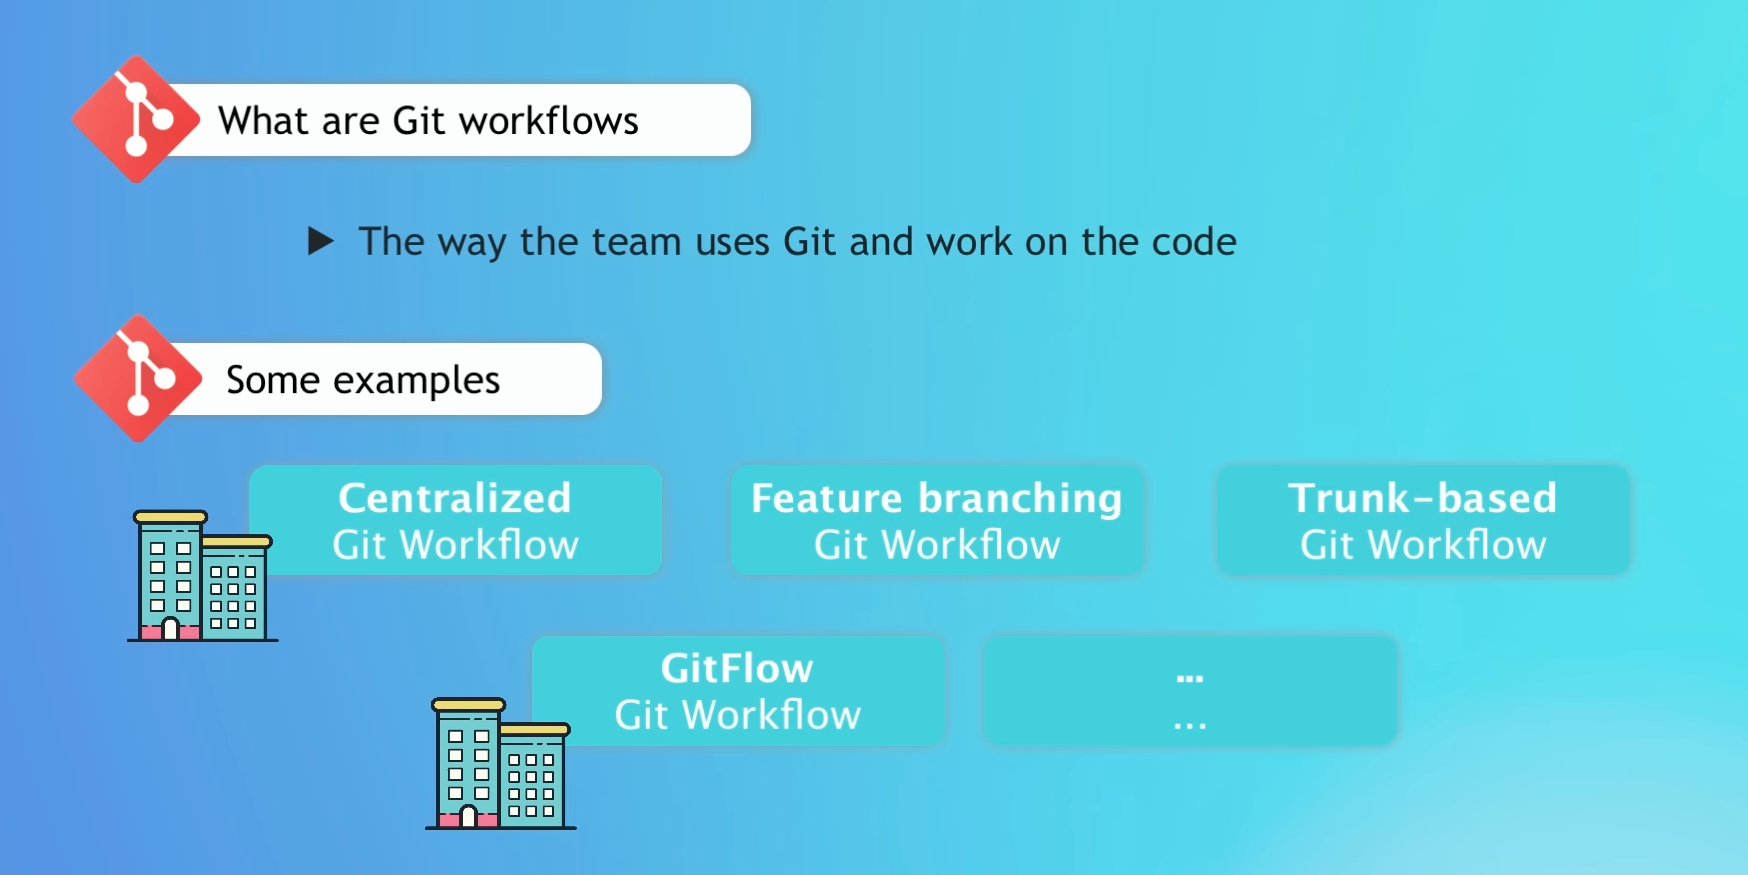 What are Git workflows
▶ The way the team uses Git and work on the code
Some examples
Centralized
Git Workflow
Feature branching
Git Workflow
Trunk-based
Git Workflow
GitFlow
Git Workflow
...
...